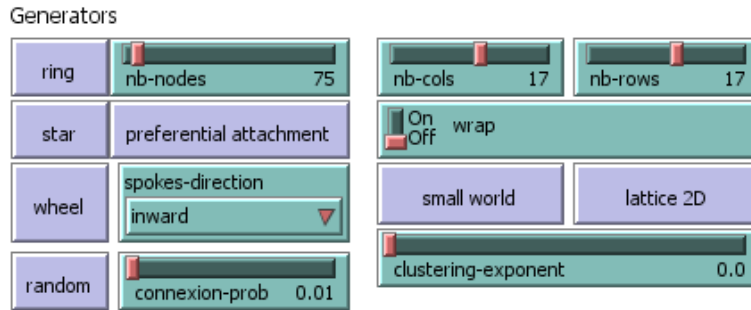 Generators
ring
nb-nodes 75
nb-cols 17
nb-rows 17
star
preferential attachment
On
Off
wrap
wheel
spokes-direction
inward
small world
lattice 2D
random
connexion-prob 0.01
clustering-exponent 0.0